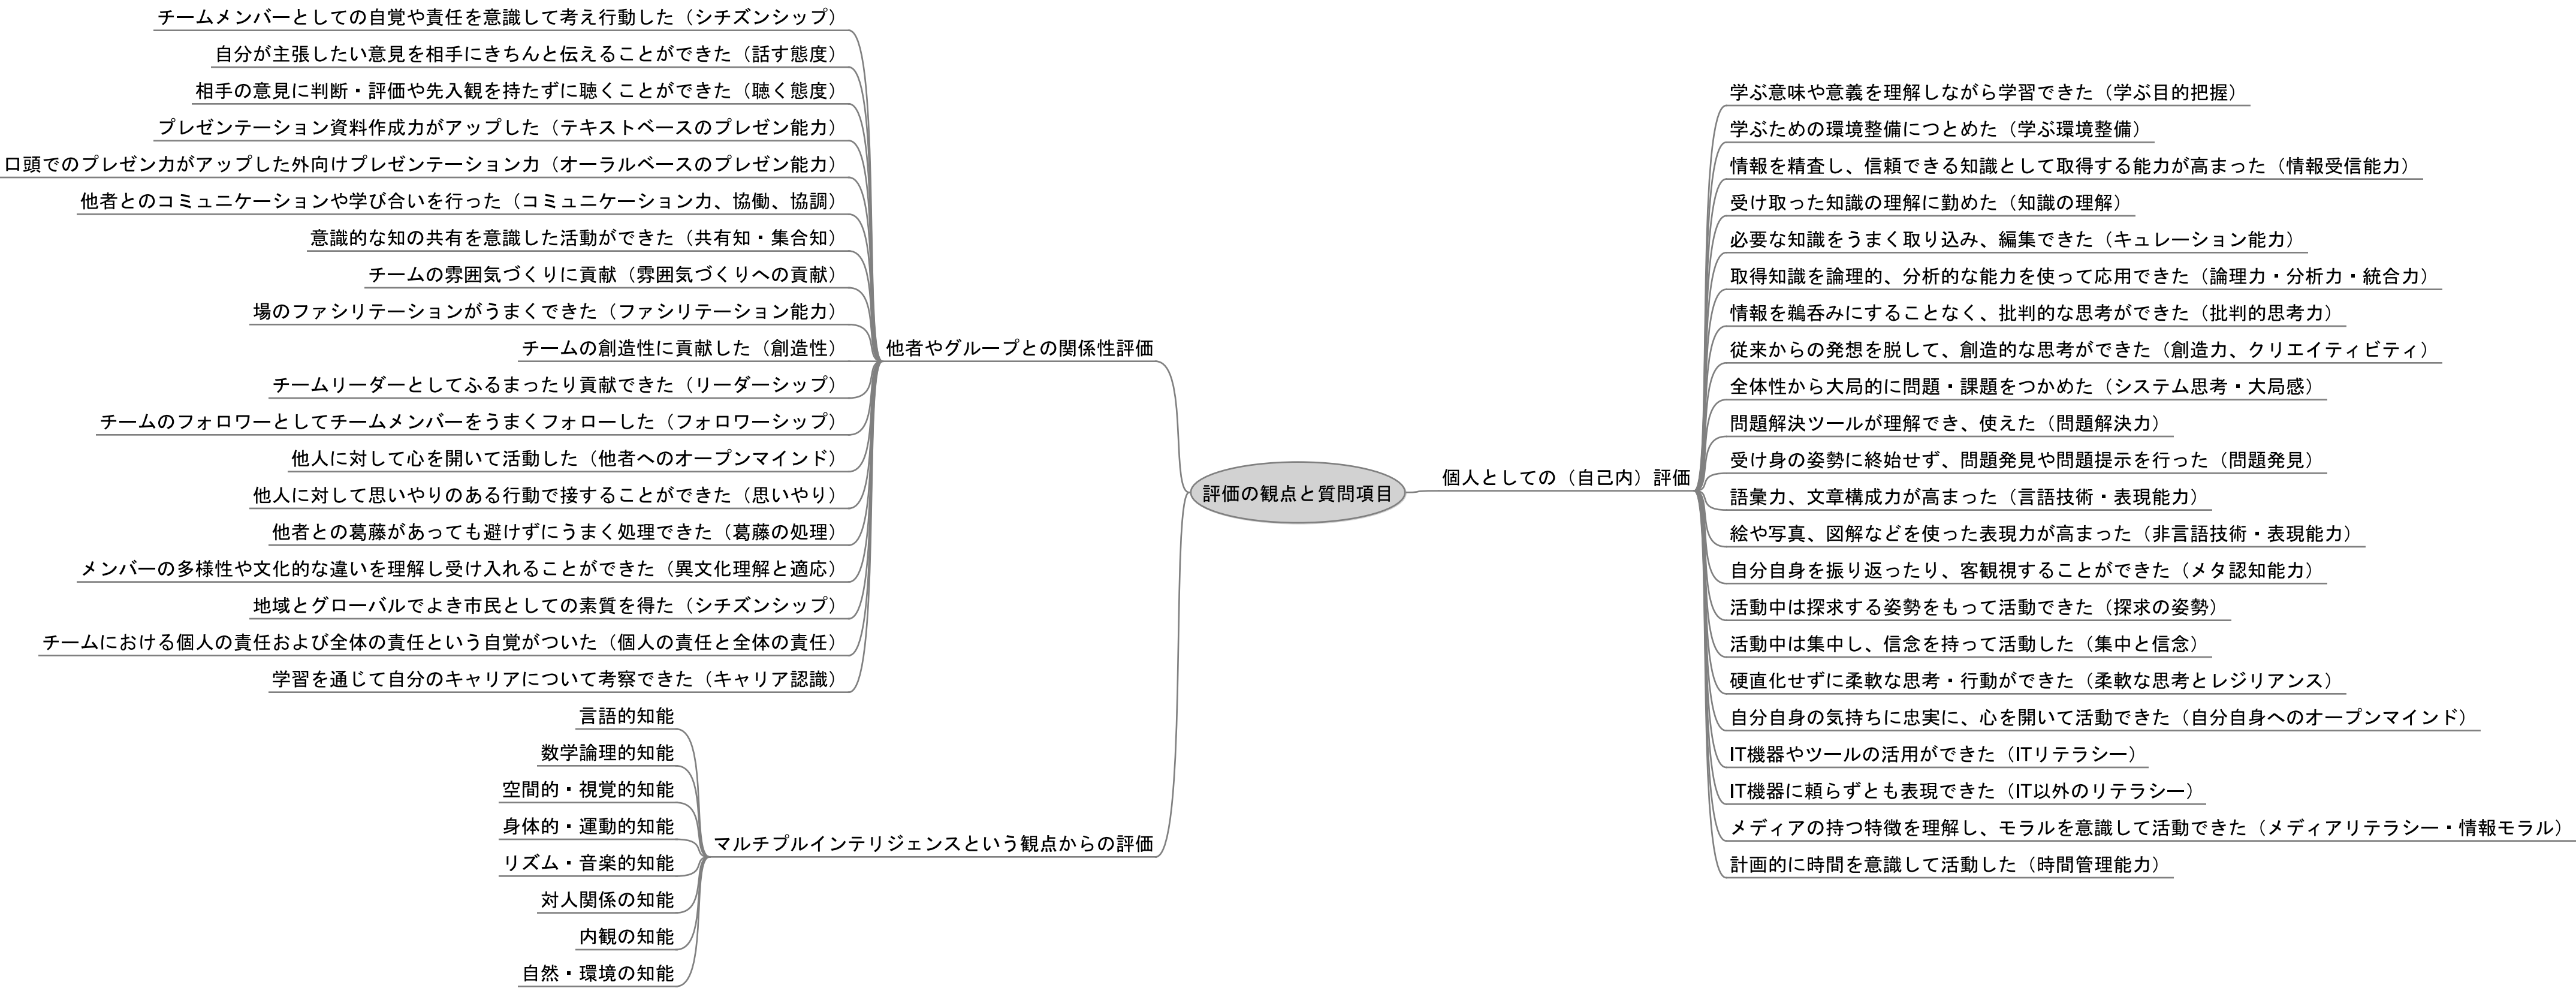 チームメンバーとしての自覚や責任を意識して考え行動した（シチズンシップ）
自分が主張したい意見を相手にきちんと伝えることができた（話す態度）
相手の意見に判断・評価や先入観を持たずに聴くことができた（聴く態度）
プレゼンテーション資料作成力がアップした（テキストベースのプレゼン能力）
口頭でのプレゼン力がアップした外向けプレゼンテーション力（オーラルベースのプレゼン能力）
他者とのコミュニケーションや学び合いを行った（コミュニケーション力、協働、協調）
意識的な知の共有を意識した活動ができた（共有知・集合知）
チームの雰囲気づくりに貢献（雰囲気づくりへの貢献）
場のファシリテーションがうまくできた（ファシリテーション能力）
チームの創造性に貢献した（創造性）
チームリーダーとしてふるまったり貢献できた（リーダーシップ）
チームのフォロワーとしてチームメンバーをうまくフォローした（フォロワーシップ）
他人に対して心を開いて活動した（他者へのオープンマインド）
他人に対して思いやりのある行動で接することができた（思いやり）
他者との葛藤があっても避けずにうまく処理できた（葛藤の処理）
メンバーの多様性や文化的な違いを理解し受け入れることができた（異文化理解と適応）
地域とグローバルでよき市民としての素質を得た（シチズンシップ）
チームにおける個人の責任および全体の責任という自覚がついた（個人の責任と全体の責任）
学習を通じて自分のキャリアについて考察できた（キャリア認識）
他者やグループとの関係性評価
言語的知能
数学論理的知能
空間的・視覚的知能
身体的・運動的知能
リズム・音楽的知能
対人関係の知能
内観の知能
自然・環境の知能
マルチプルインテリジェンスという観点からの評価
評価の観点と質問項目
個人としての（自己内）評価
学ぶ意味や意義を理解しながら学習できた（学ぶ目的把握）
学ぶための環境整備につとめた（学ぶ環境整備）
情報を精査し、信頼できる知識として取得する能力が高まった（情報受信能力）
受け取った知識の理解に勤めた（知識の理解）
必要な知識をうまく取り込み、編集できた（キュレーション能力）
取得知識を論理的、分析的な能力を使って応用できた（論理力・分析力・統合力）
情報を鵜呑みにすることなく、批判的な思考ができた（批判的思考力）
従来からの発想を脱して、創造的な思考ができた（創造力、クリエイティビティ）
全体性から大局的に問題・課題をつかめた（システム思考・大局感）
問題解決ツールが理解でき、使えた（問題解決力）
受け身の姿勢に終始せず、問題発見や問題提示を行った（問題発見）
語彙力、文章構成力が高まった（言語技術・表現能力）
絵や写真、図解などを使った表現力が高まった（非言語技術・表現能力）
自分自身を振り返ったり、客観視することができた（メタ認知能力）
活動中は探求する姿勢をもって活動できた（探求の姿勢）
活動中は集中し、信念を持って活動した（集中と信念）
硬直化せずに柔軟な思考・行動ができた（柔軟な思考とレジリアンス）
自分自身の気持ちに忠実に、心を開いて活動できた（自分自身へのオープンマインド）
IT機器やツールの活用ができた（ITリテラシー）
IT機器に頼らずとも表現できた（IT以外のリテラシー）
メディアの持つ特徴を理解し、モラルを意識して活動できた（メディアリテラシー・情報モラル）
計画的に時間を意識して活動した（時間管理能力）